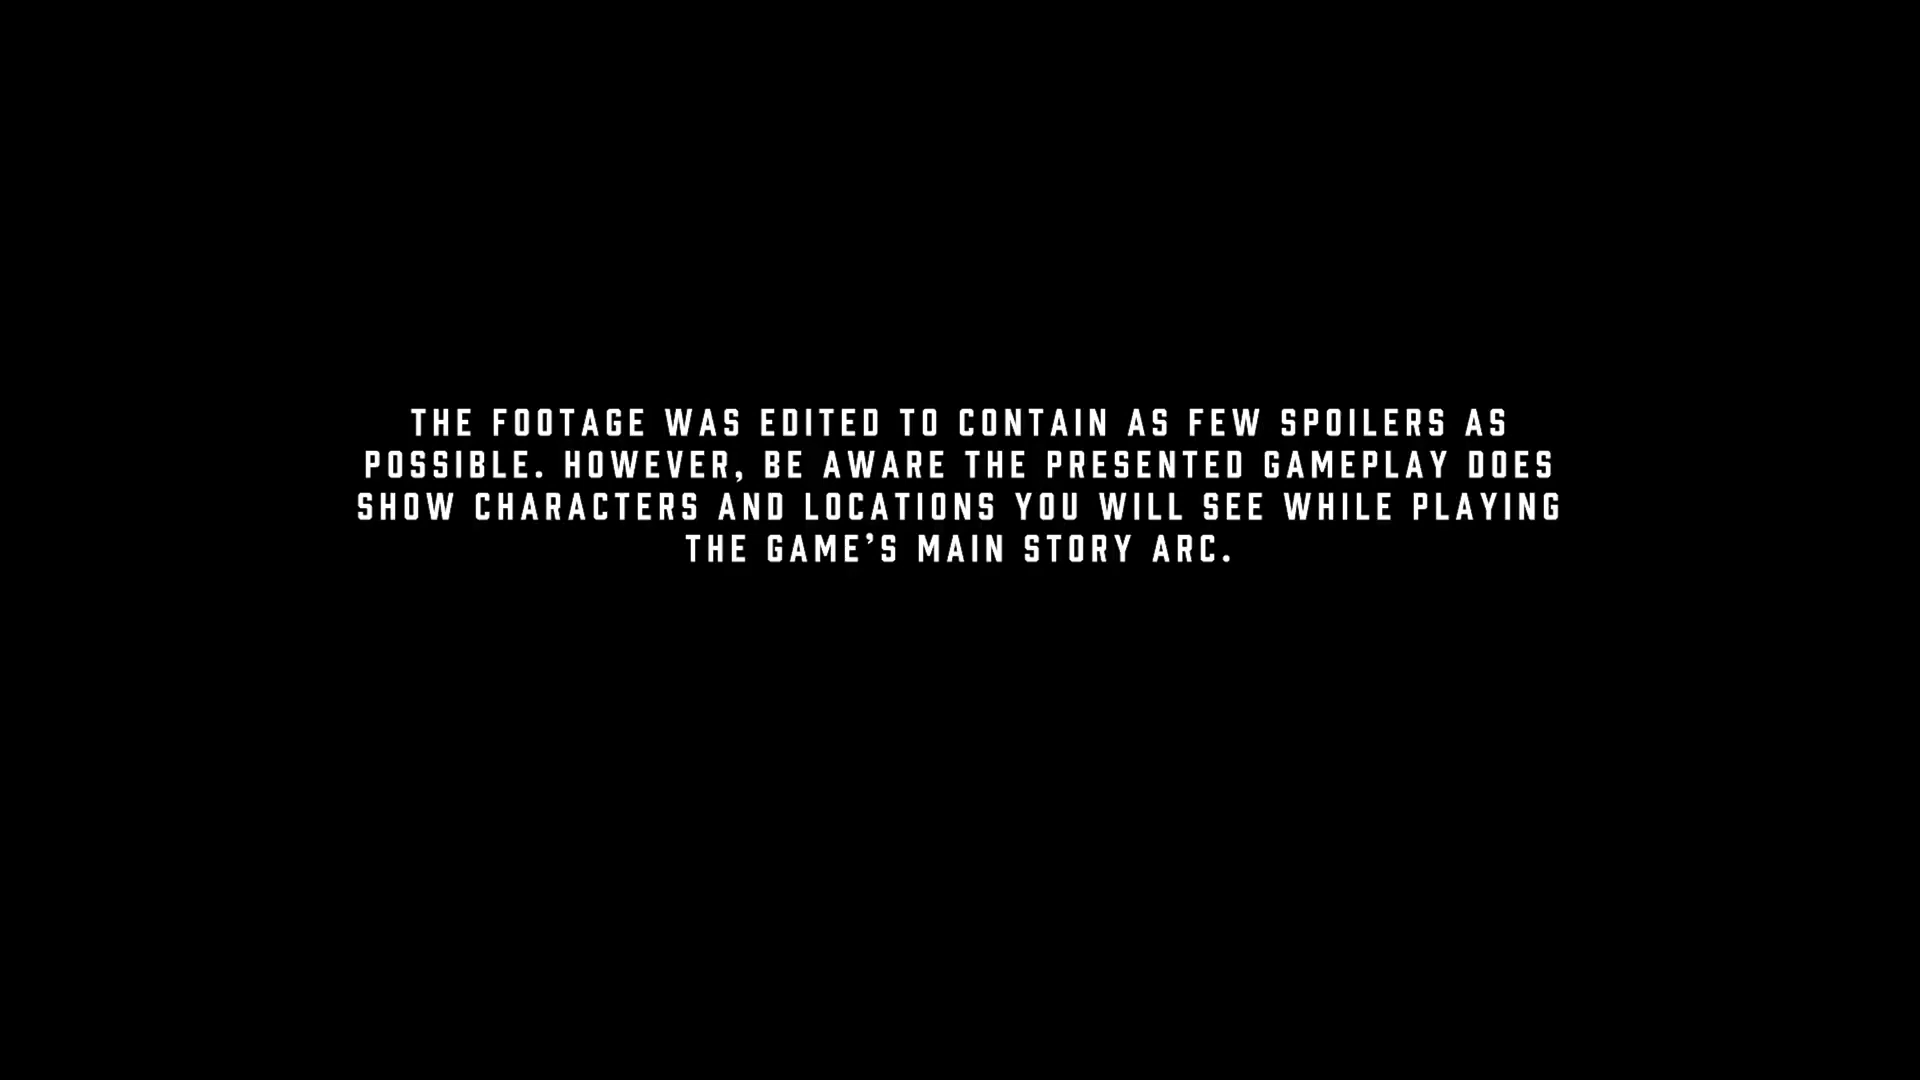 THE FOOTAGE WAS EDITED TO CONTAIN AS FEW SPOILERS AS
POSSIBLE. HOWEVER, BE AWARE THE PRESENTED GAMEPLAY DOES
SHOW CHARACTERS AND LOCATIONS YOU WILL SEE WHILE PLAYING
THE GAME’S MAIN STORY ARC.